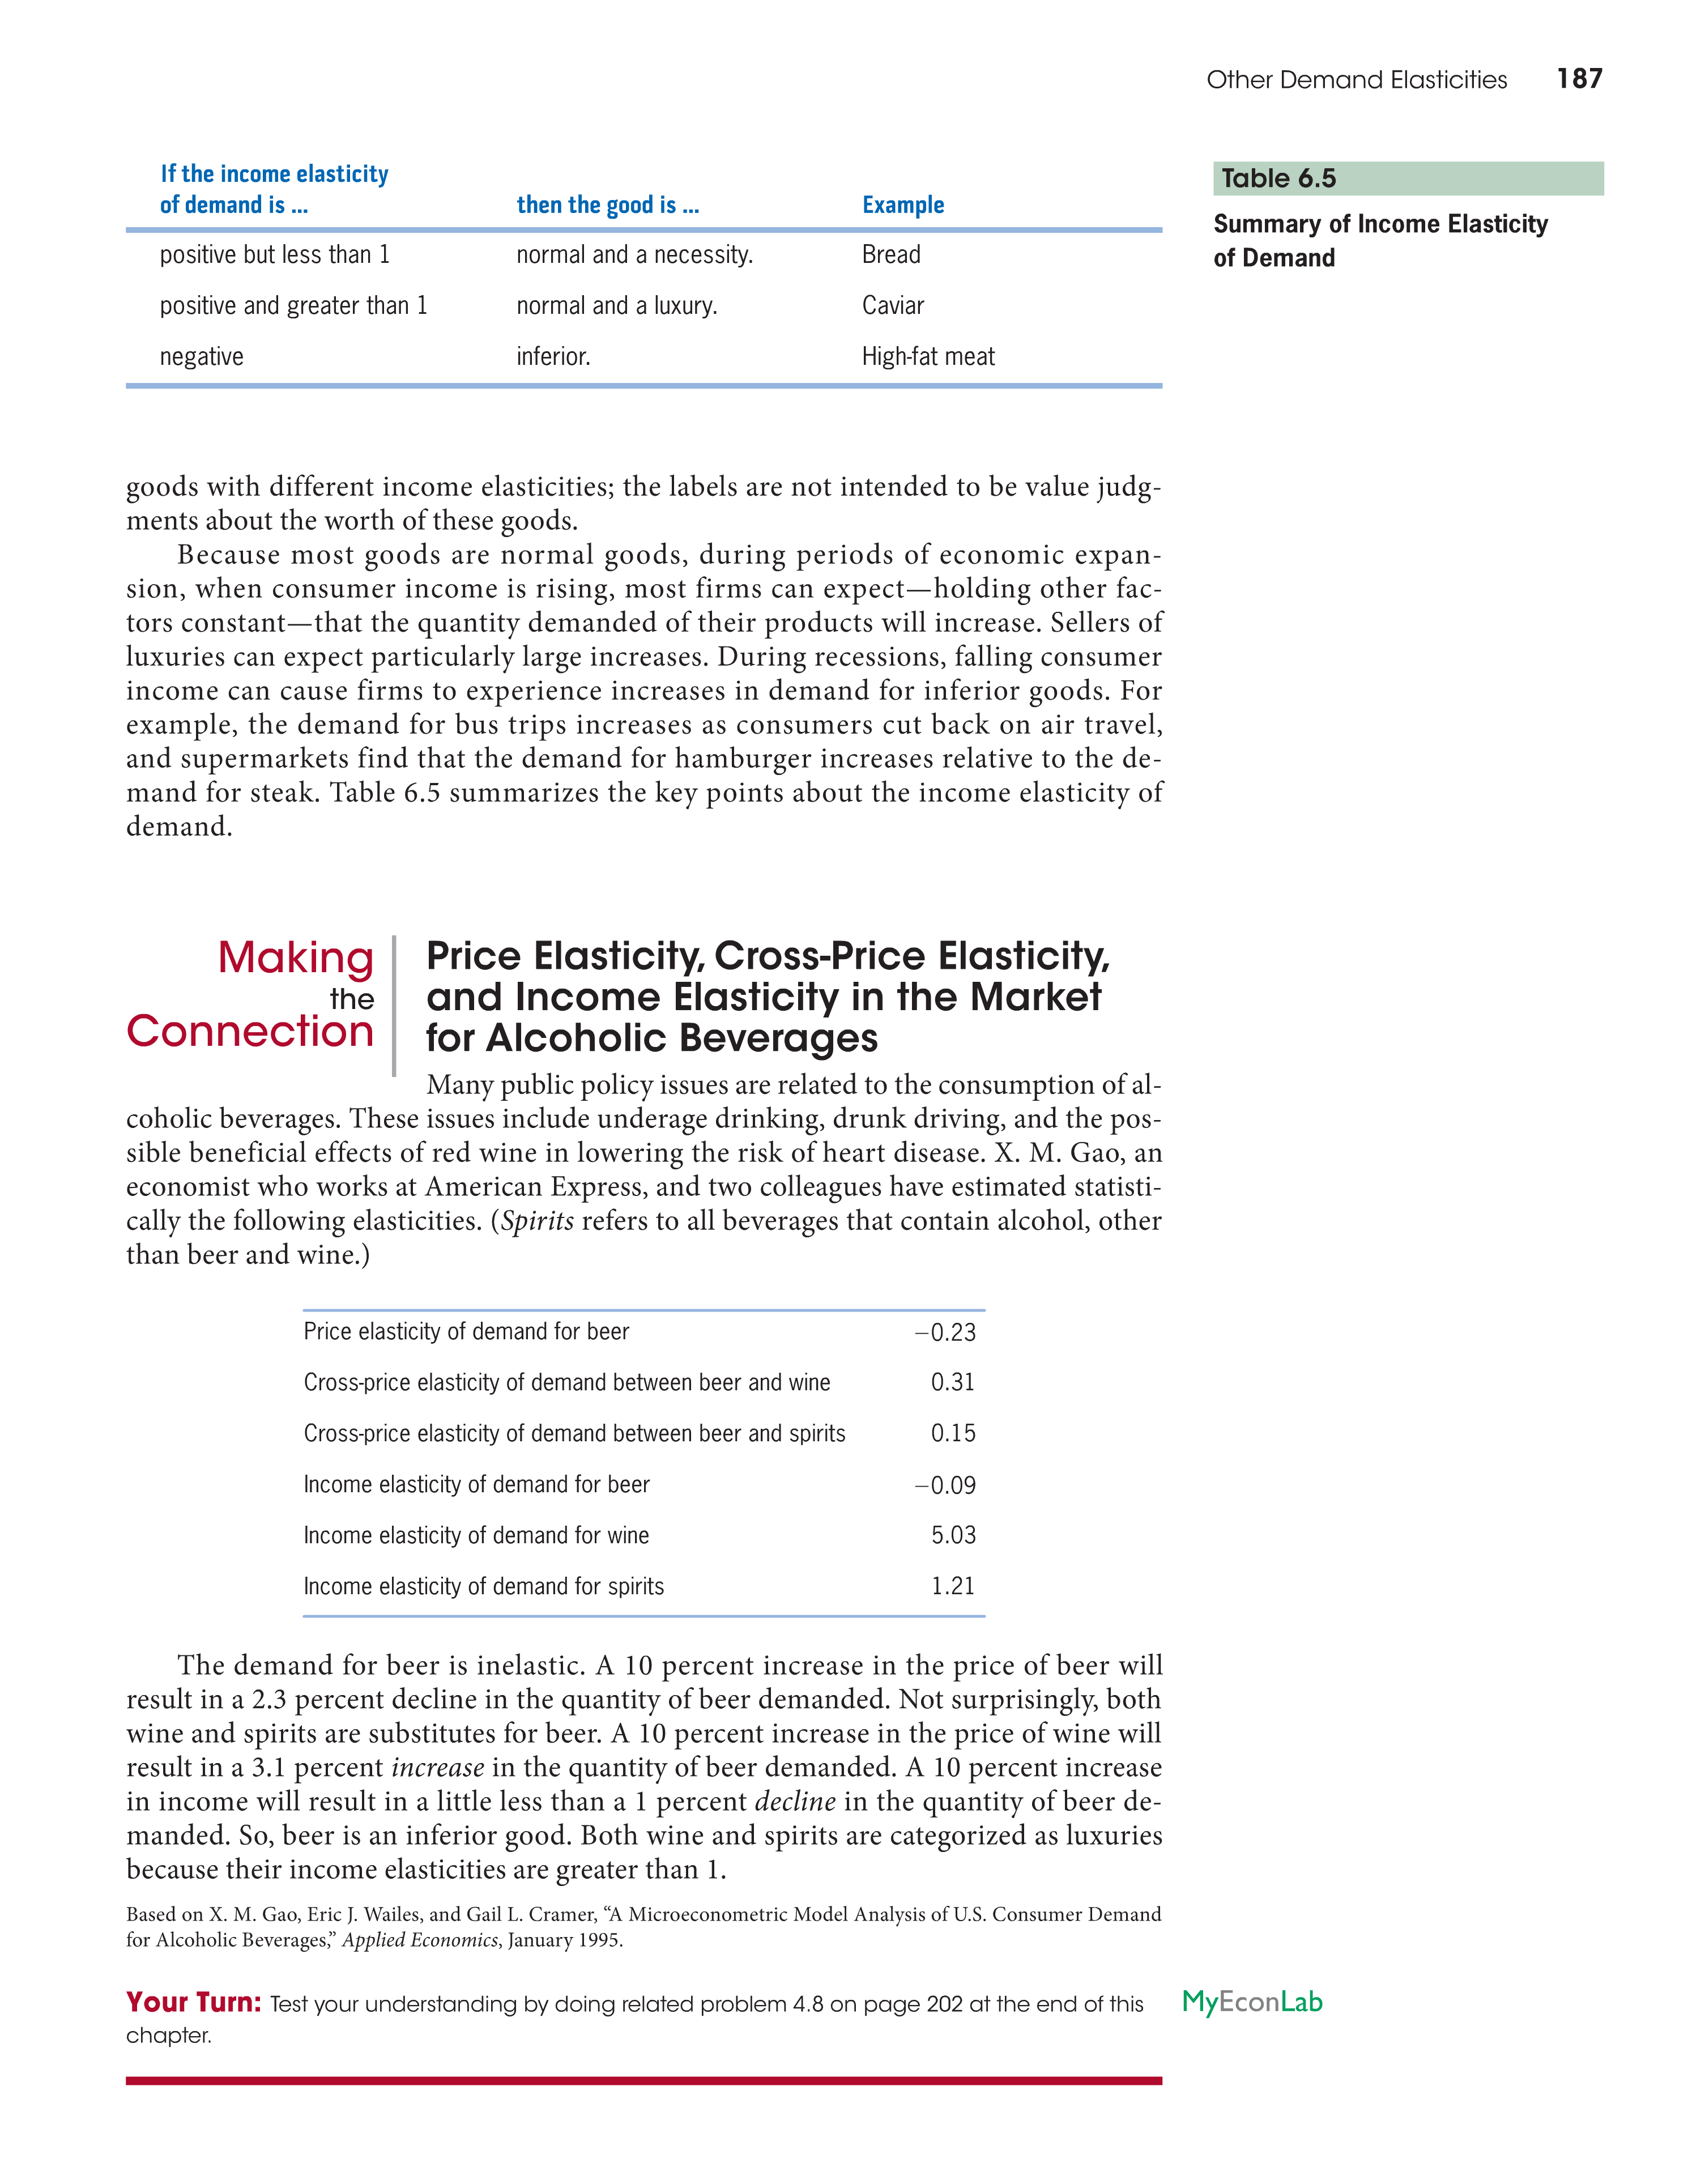 Other Demand Elasticities 187
If the income elasticity
of demand is ... then the good is ... Example
positive but less than 1 normal and a necessity. Bread
positive and greater than 1 normal and a luxury. Caviar
negative inferior. High-fat meat
Table 6.5
Summary of Income Elasticity
of Demand
goods with different income elasticities; the labels are not intended to be value judg-
ments about the worth of these goods.
Because most goods are normal goods, during periods of economic expan-
sion, when consumer income is rising, most firms can expect—holding other fac-
tors constant—that the quantity demanded of their products will increase. Sellers of
luxuries can expect particularly large increases. During recessions, falling consumer
income can cause firms to experience increases in demand for inferior goods. For
example, the demand for bus trips increases as consumers cut back on air travel,
and supermarkets find that the demand for hamburger increases relative to the de-
mand for steak. Table 6.5 summarizes the key points about the income elasticity of
demand.
Making
the
Connection
Price Elasticity, Cross-Price Elasticity,
and Income Elasticity in the Market
for Alcoholic Beverages
Many public policy issues are related to the consumption of al-
coholic beverages. These issues include underage drinking, drunk driving, and the pos-
sible beneficial effects of red wine in lowering the risk of heart disease. X. M. Gao, an
economist who works at American Express, and two colleagues have estimated statisti-
cally the following elasticities. (Spirits refers to all beverages that contain alcohol, other
than beer and wine.)
Price elasticity of demand for beer −0.23
Cross-price elasticity of demand between beer and wine 0.31
Cross-price elasticity of demand between beer and spirits 0.15
Income elasticity of demand for beer −0.09
Income elasticity of demand for wine 5.03
Income elasticity of demand for spirits 1.21
The demand for beer is inelastic. A 10 percent increase in the price of beer will
result in a 2.3 percent decline in the quantity of beer demanded. Not surprisingly, both
wine and spirits are substitutes for beer. A 10 percent increase in the price of wine will
result in a 3.1 percent increase in the quantity of beer demanded. A 10 percent increase
in income will result in a little less than a 1 percent decline in the quantity of beer de-
manded. So, beer is an inferior good. Both wine and spirits are categorized as luxuries
because their income elasticities are greater than 1.
Based on X. M. Gao, Eric J. Wailes, and Gail L. Cramer, “A Microeconometric Model Analysis of U.S. Consumer Demand
for Alcoholic Beverages,” Applied Economics, January 1995.
Your Turn: Test your understanding by doing related problem 4.8 on page 202 at the end of this MyEconLab
chapter.